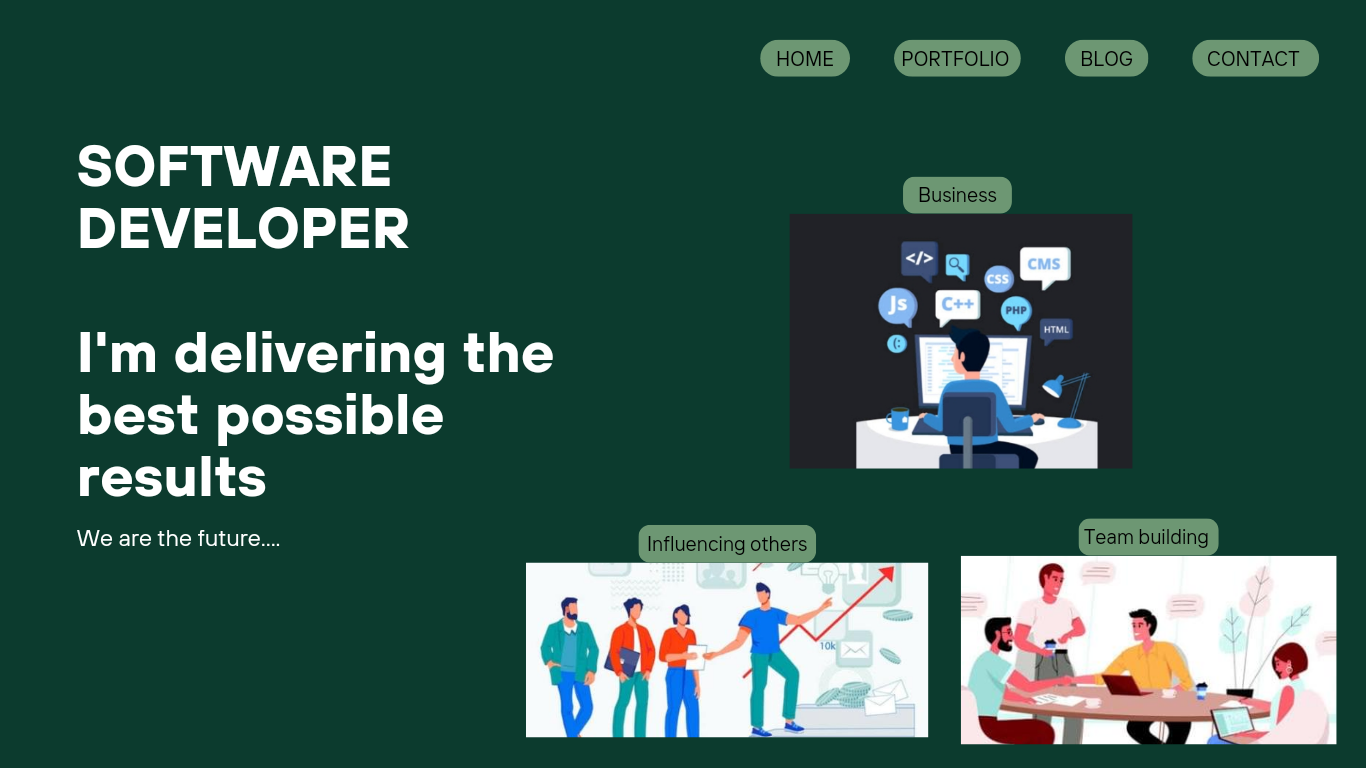 HOME PORTFOLIO BLOG CONTACT
SOFTWARE
DEVELOPER
I'm delivering the
best possible
results
We are the future....
Business
</>
CMS
CSS
Js
C++
PHP
HTML
{:
Influencing others
10k
Team building